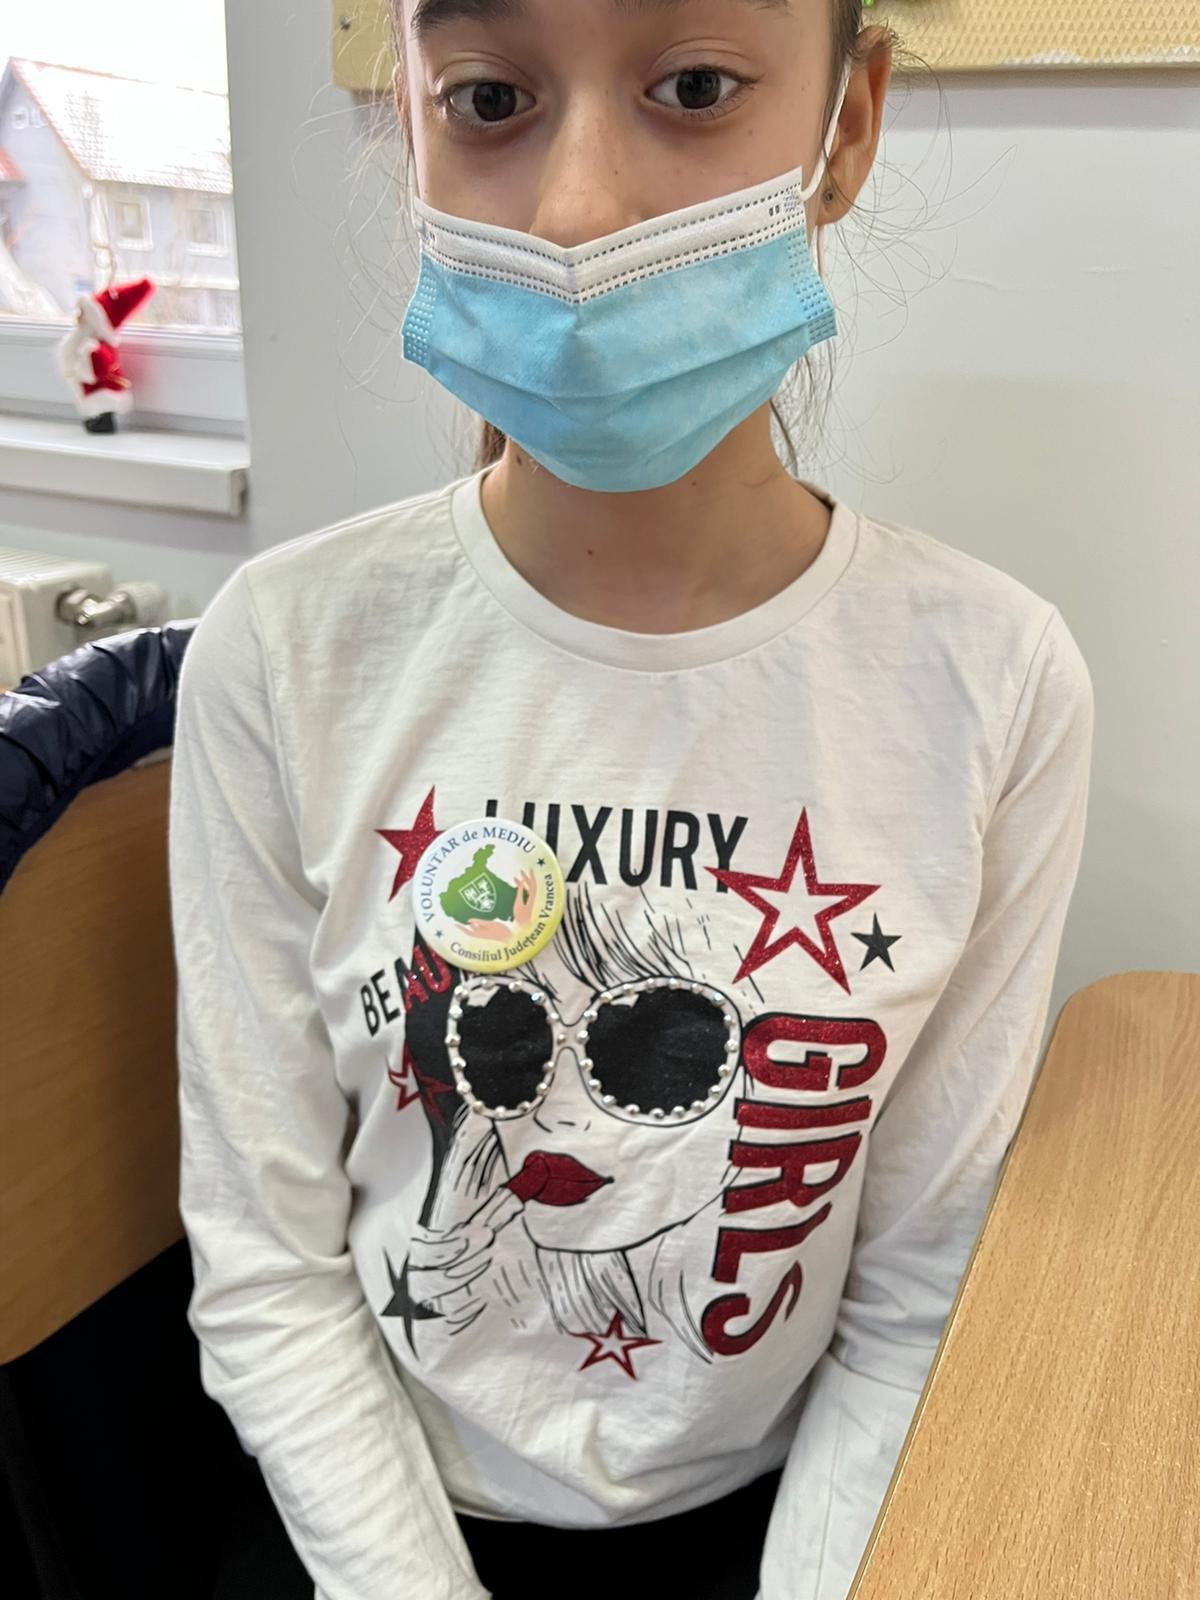 LUXURY
VOLUNTAR de MEDIU
Consiliul Județean Vrancea
BEAU
GIRLS